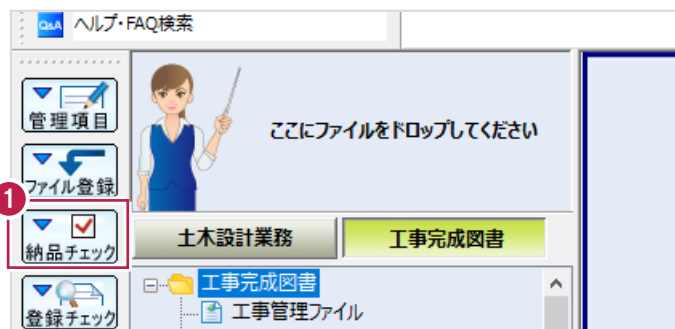 Q&A ヘルプ・FAQ検索
管理項目
ここにファイルをドロップしてください
ファイル登録
1
納品チェック
土木設計業務 工事完成図書
工事完成図書
工事管理ファイル
登録チェック